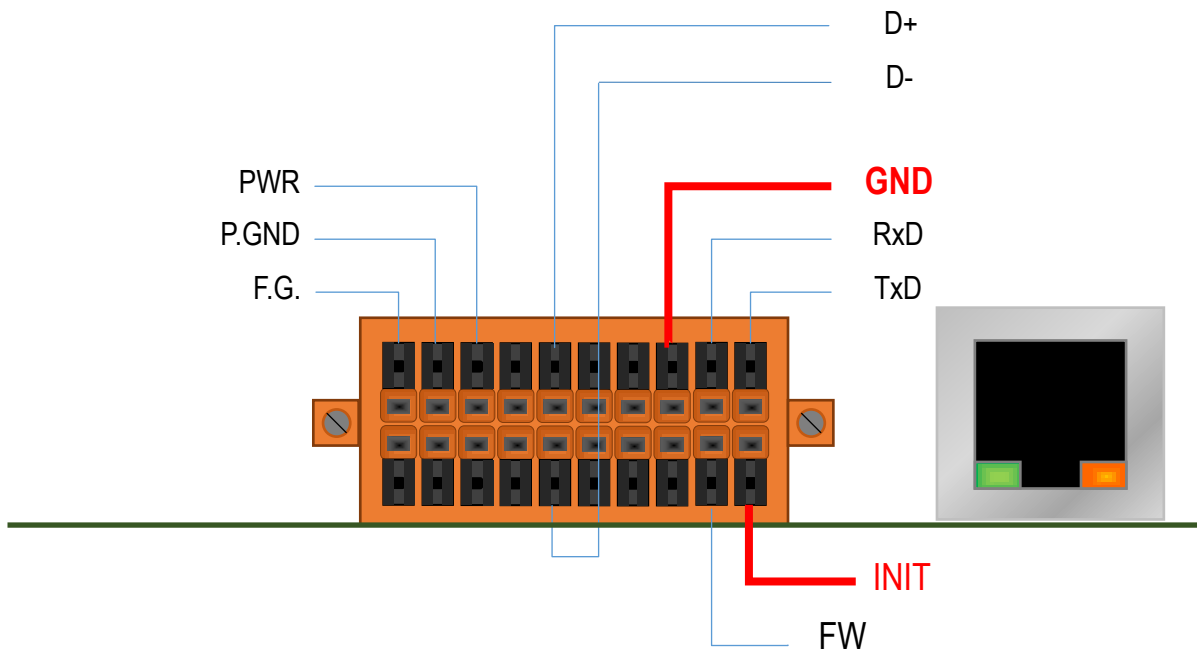 D+
D-
PWR
GND
P.GND
RxD
F.G.
TxD
INIT
FW